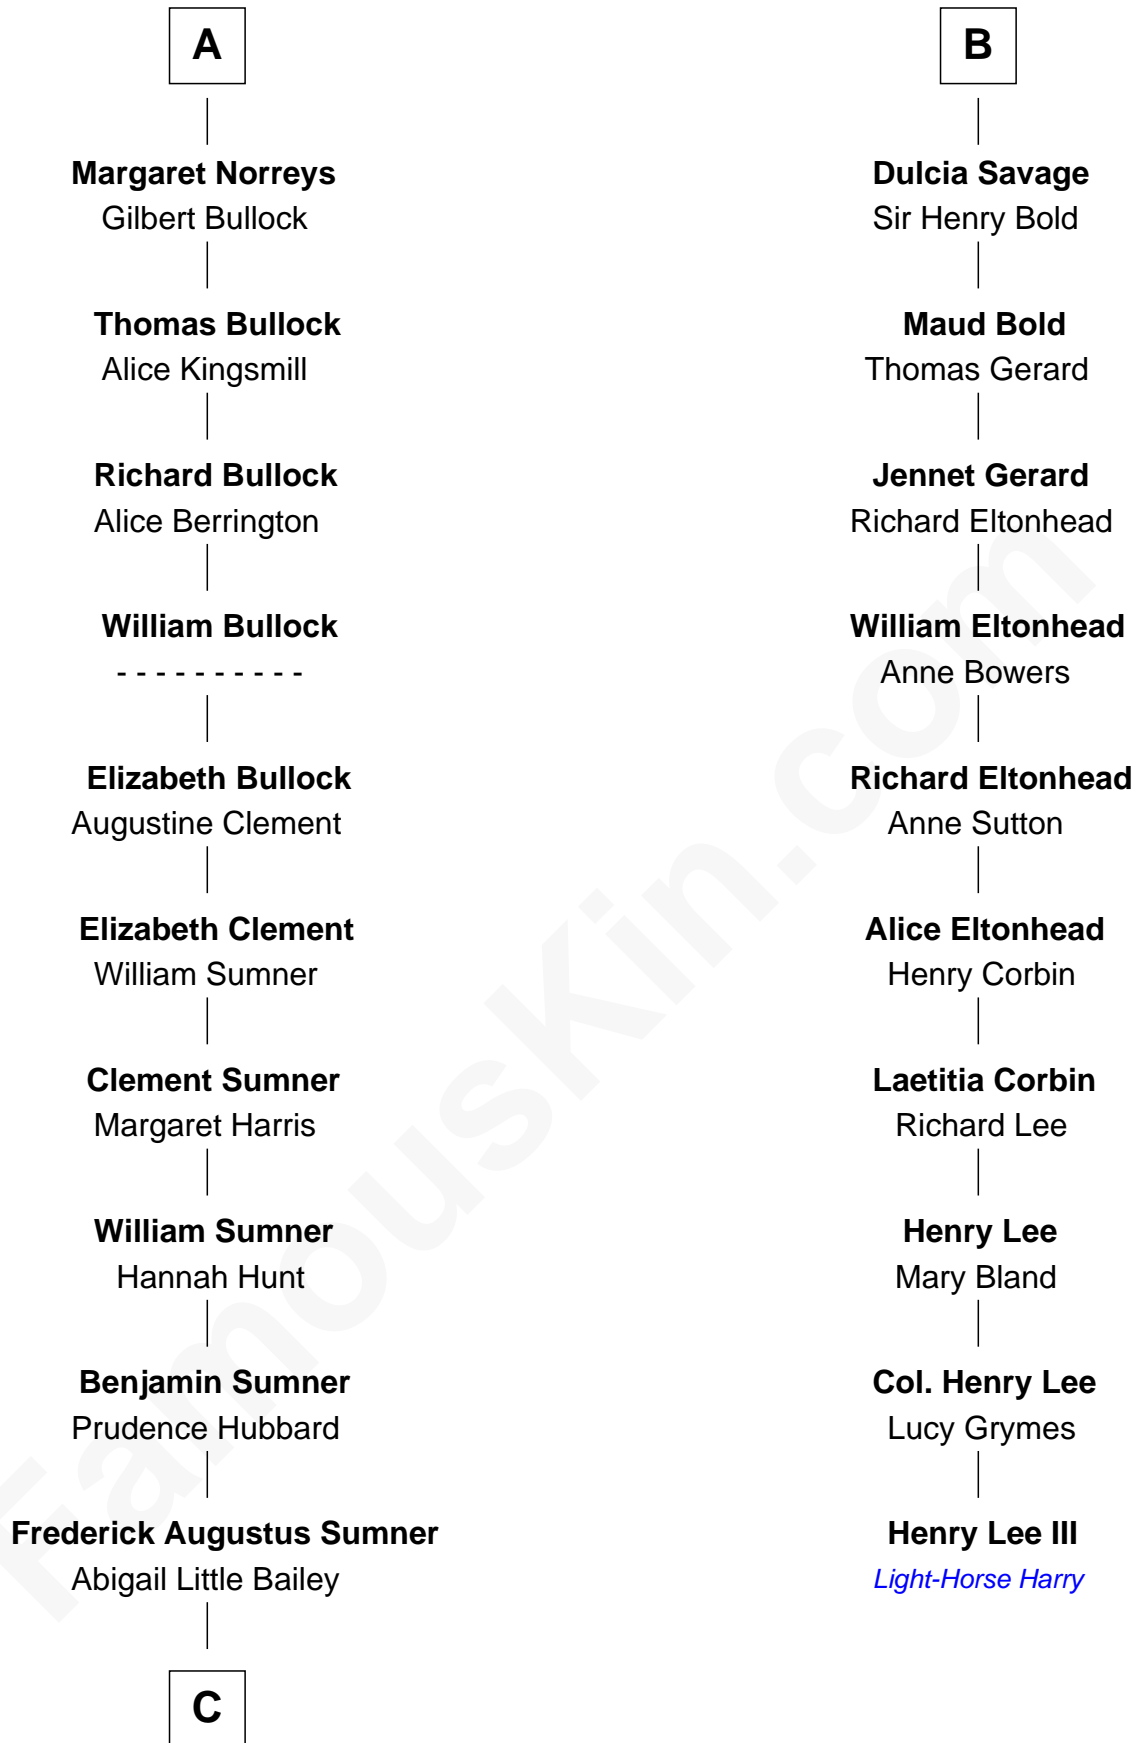 A
Margaret Norreys
Gilbert Bullock
Thomas Bullock
Alice Kingsmill
Richard Bullock
Alice Berrington
William Bullock
- - - - - - - - - -
Elizabeth Bullock
Augustine Clement
Elizabeth Clement
William Sumner
Clement Sumner
Margaret Harris
William Sumner
Hannah Hunt
Benjamin Sumner
Prudence Hubbard
Frederick Augustus Sumner
Abigail Little Bailey
C
B
Dulcia Savage
Sir Henry Bold
Maud Bold
Thomas Gerard
Jennet Gerard
Richard Eltonhead
William Eltonhead
Anne Bowers
Richard Eltonhead
Anne Sutton
Alice Eltonhead
Henry Corbin
Laetitia Corbin
Richard Lee
Henry Lee
Mary Bland
Col. Henry Lee
Lucy Grymes
Henry Lee III
Light-Horse Harry
FamousKin.com